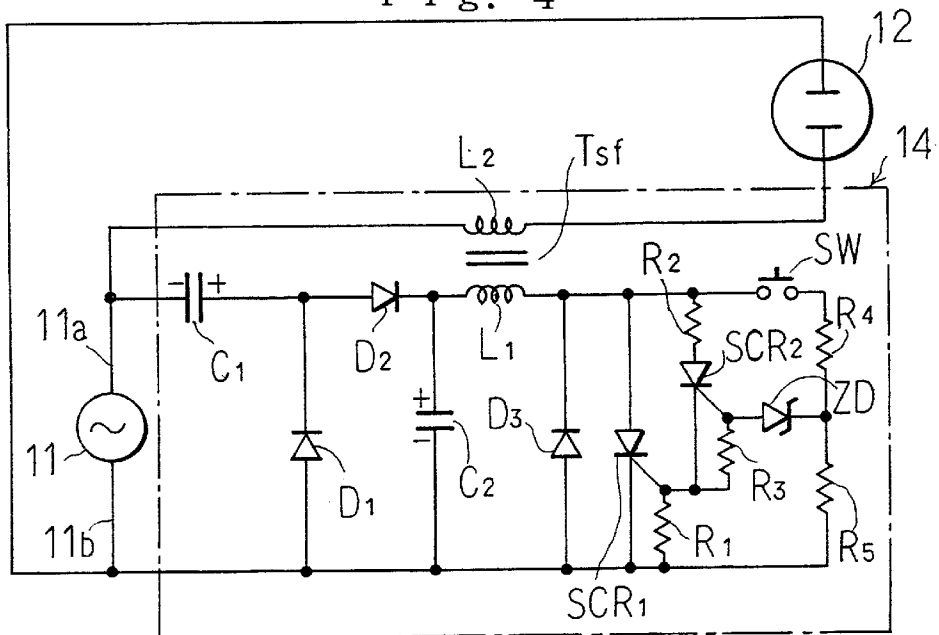 Fig. 4
12
14
L2
Tsf
SW
R2
R4
11a
- +
SCR2
C1
D2
L1
ZD
+
-
D3
11
D1
C2
R3
11b
R1
R5
SCR1